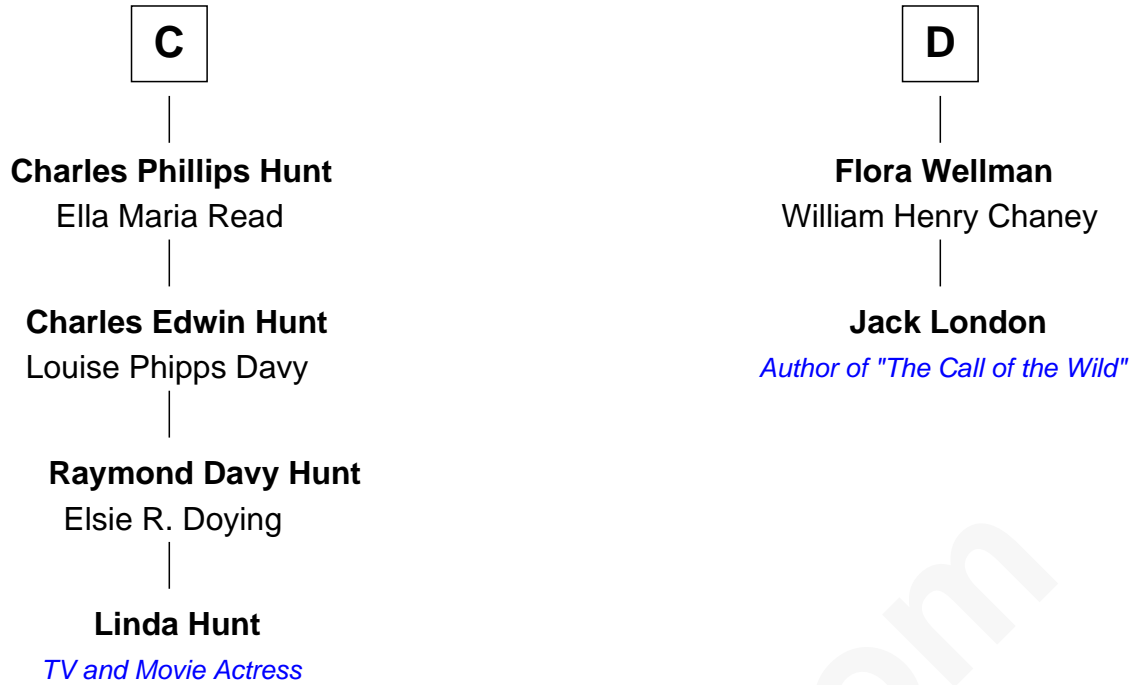 C
Charles Phillips Hunt
Ella Maria Read
Charles Edwin Hunt
Louise Phipps Davy
Raymond Davy Hunt
Elsie R. Doying
Linda Hunt
TV and Movie Actress
D
Flora Wellman
William Henry Chaney
Jack London
Author of "The Call of the Wild"